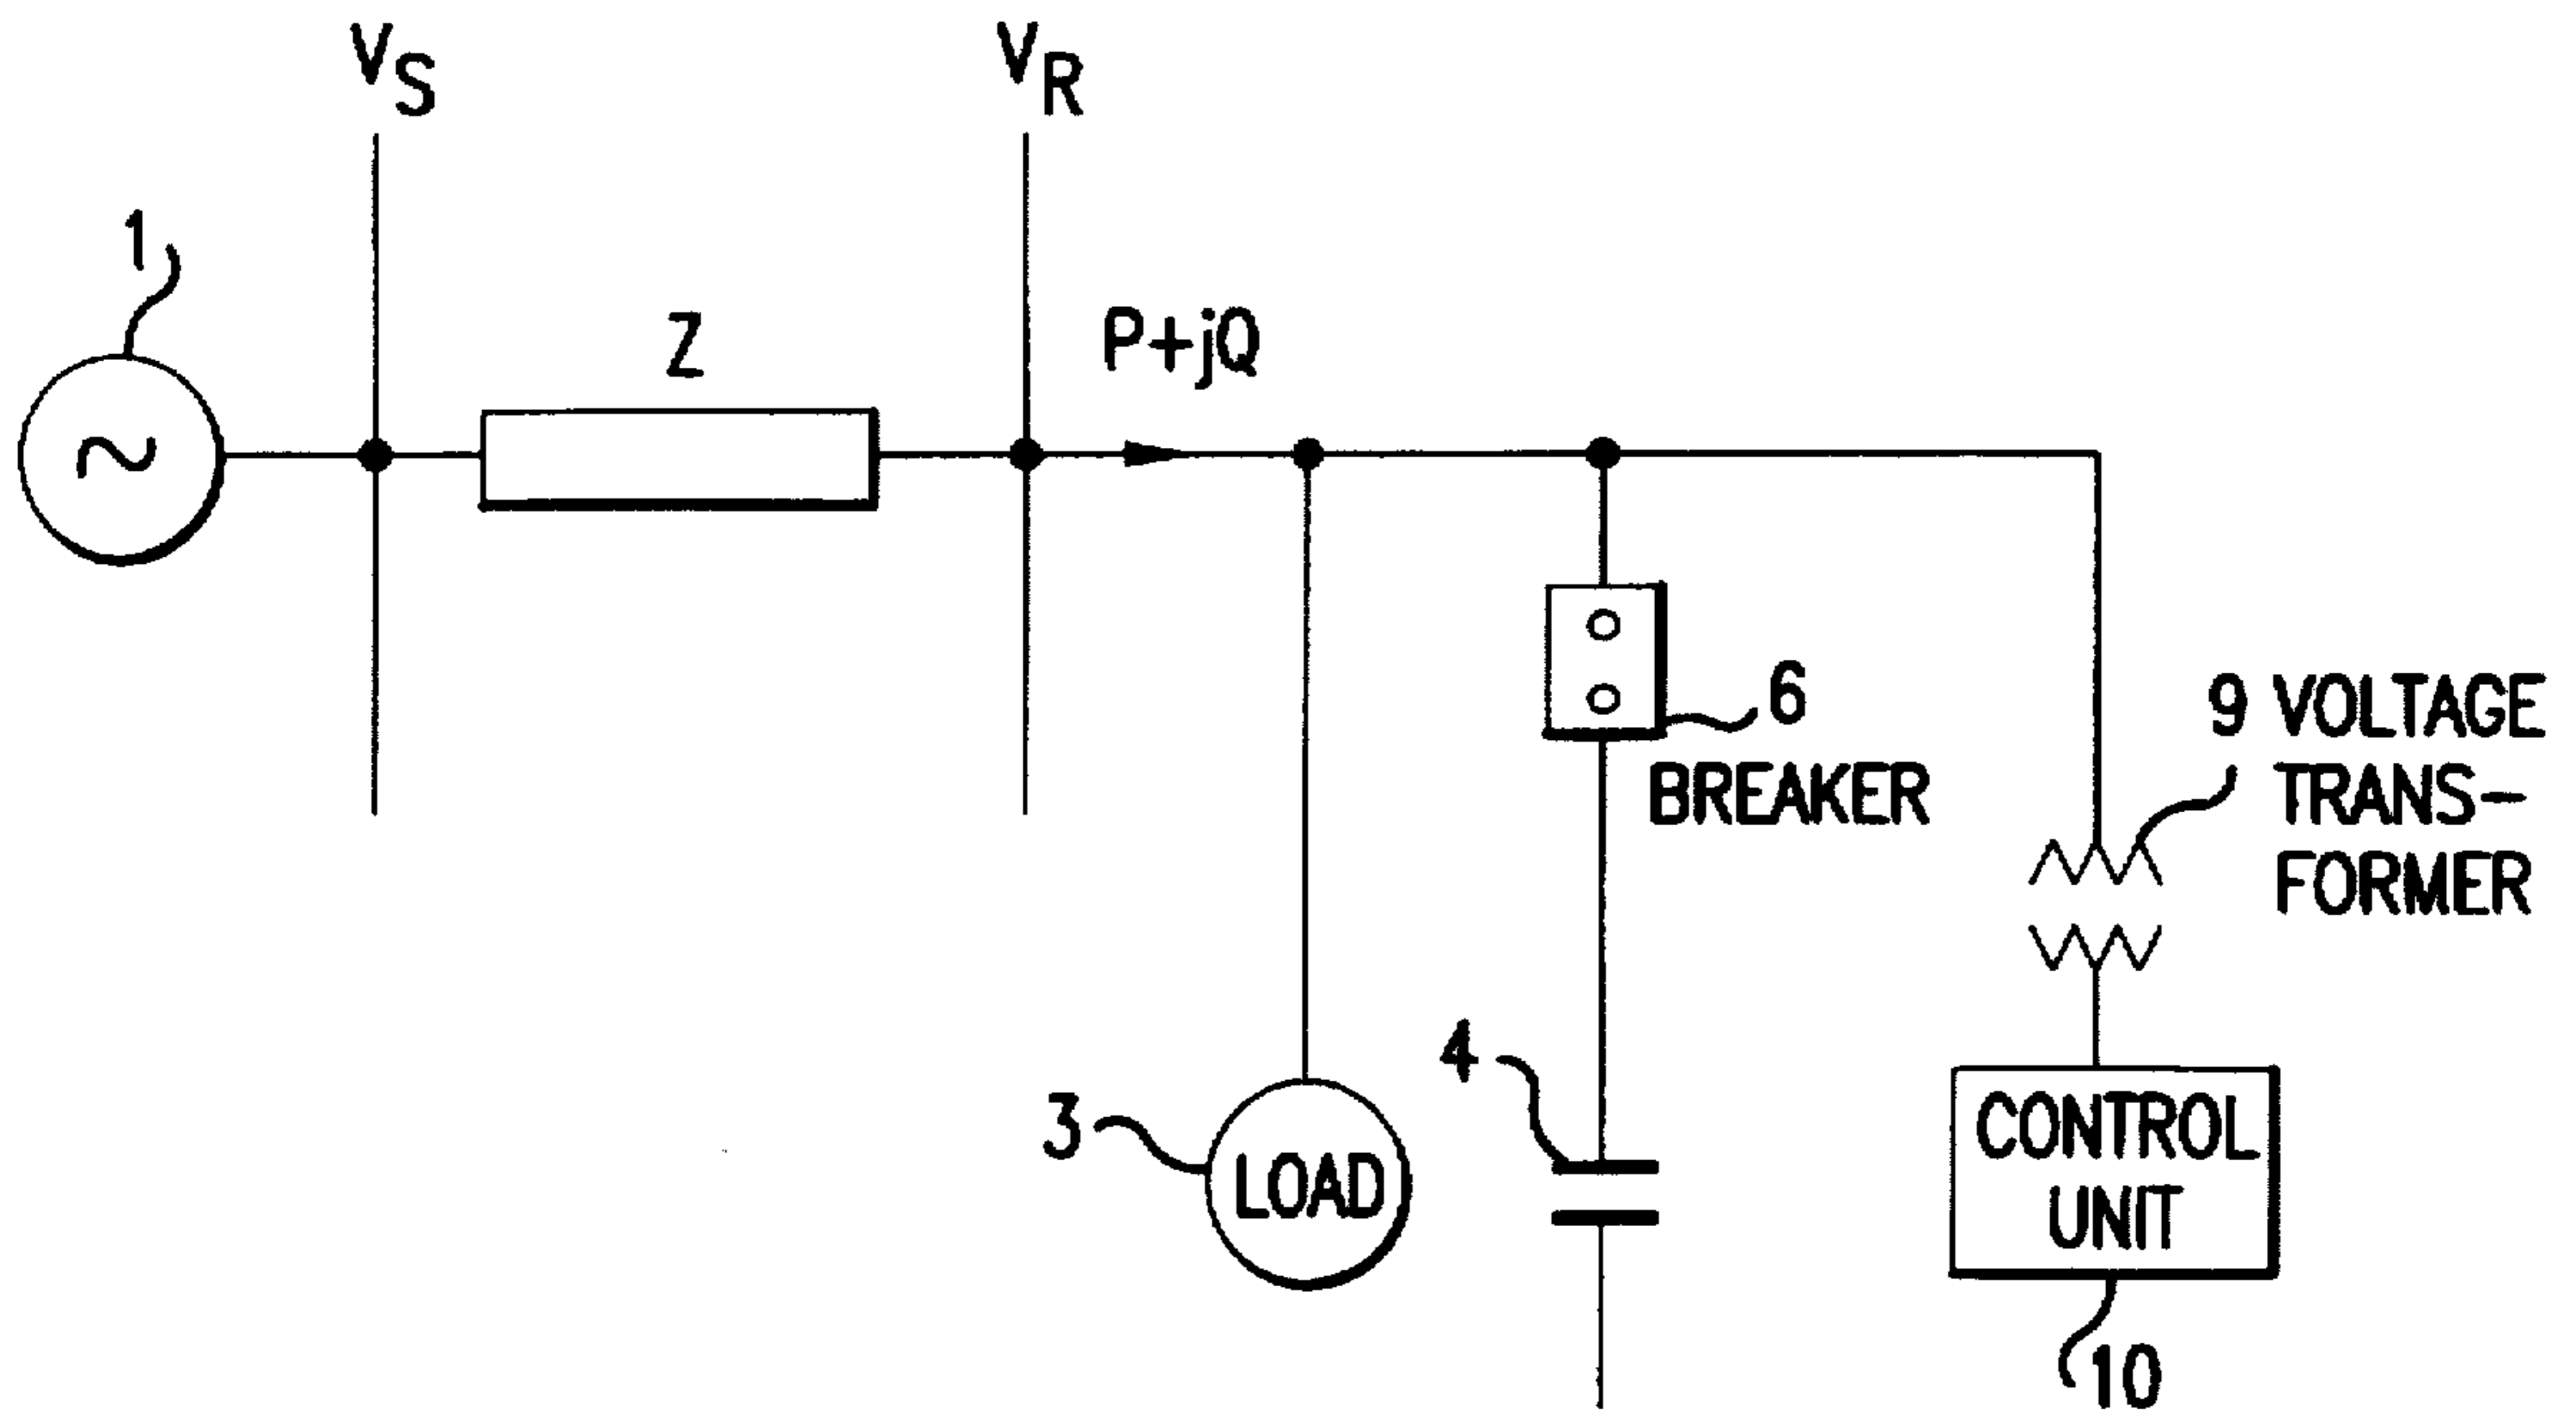 VS
VR
1
Z
P+jQ
6
BREAKER
9 VOLTAGE
TRANS-
FORMER
4
3
LOAD
CONTROL
UNIT
10